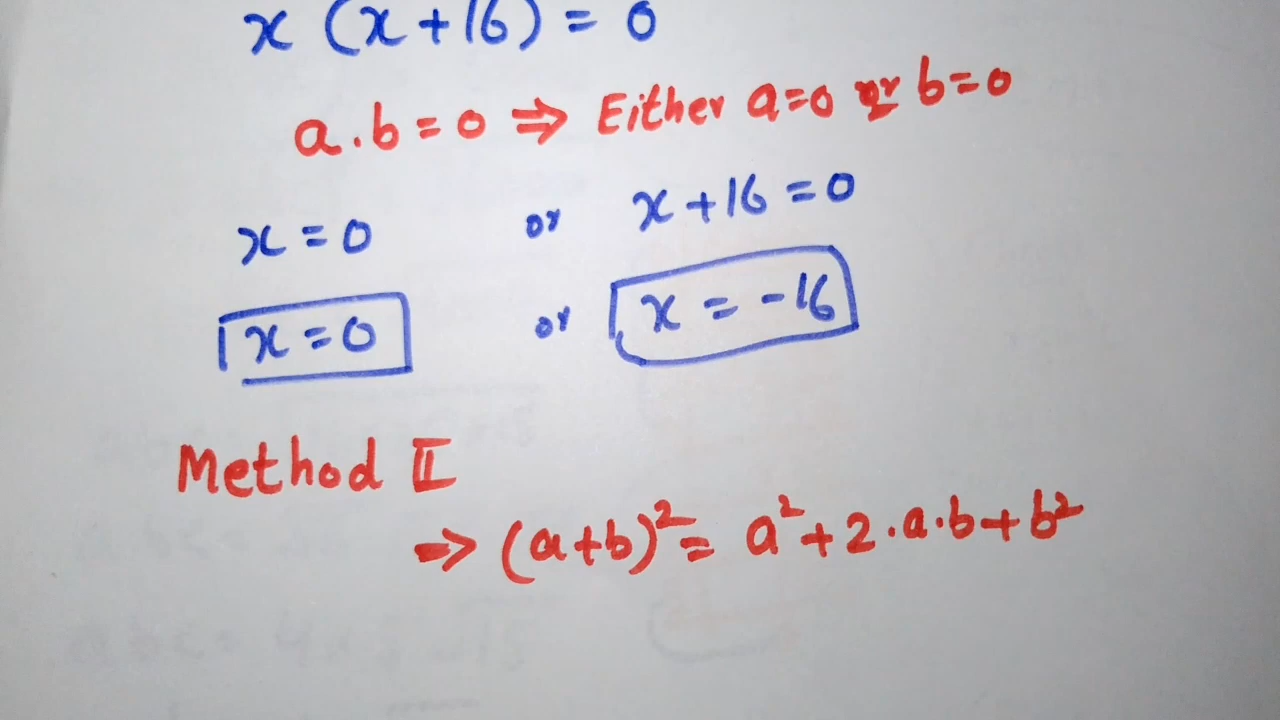 x (x+16) = 0
a.b = 0 ⇒ Either a=0 or b=0
x = 0 or x+16 = 0
x = 0 or x = -16
Method II
⇒ (a+b)² = a² + 2.a.b + b²